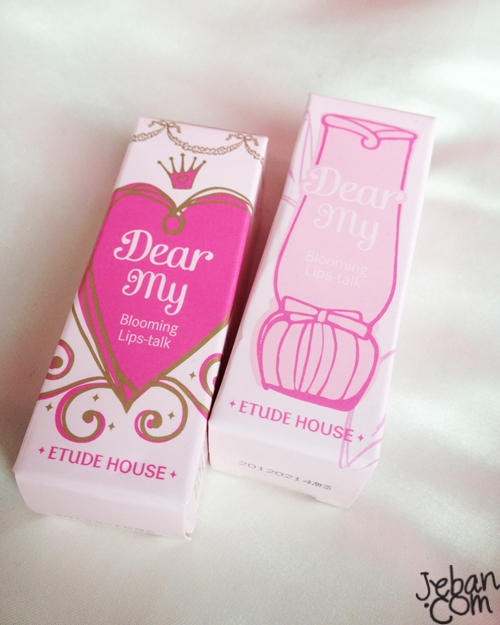 Dear
My
Blooming
Lips-talk
ETUDE HOUSE
Dear
My
Blooming
Lips-talk
ETUDE HOUSE
Jeban
.Com